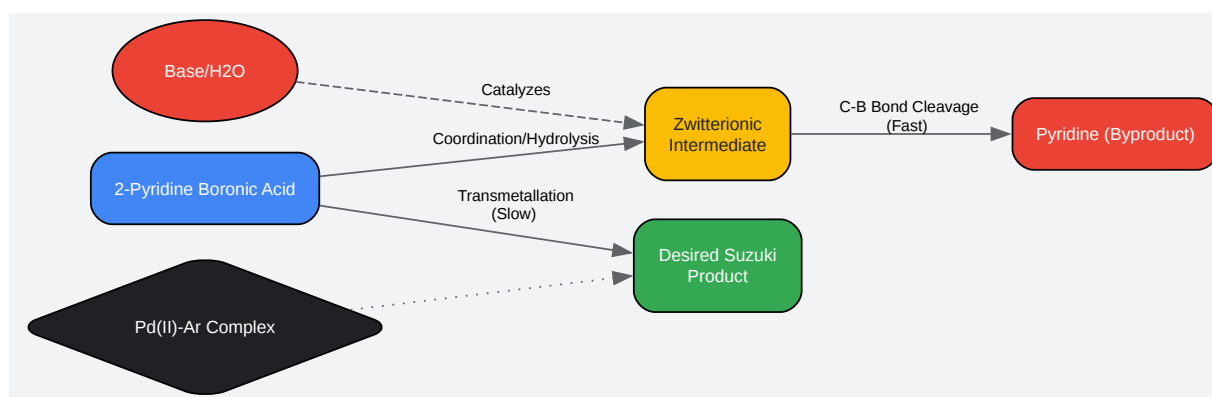 Base/H2O
Catalyzes
Coordination/Hydrolysis
Zwitterionic
Intermediate
C-B Bond Cleavage
(Fast)
Pyridine (Byproduct)
2-Pyridine Boronic Acid
Transmetallation
(Slow)
Desired Suzuki
Product
Pd(II)-Ar Complex